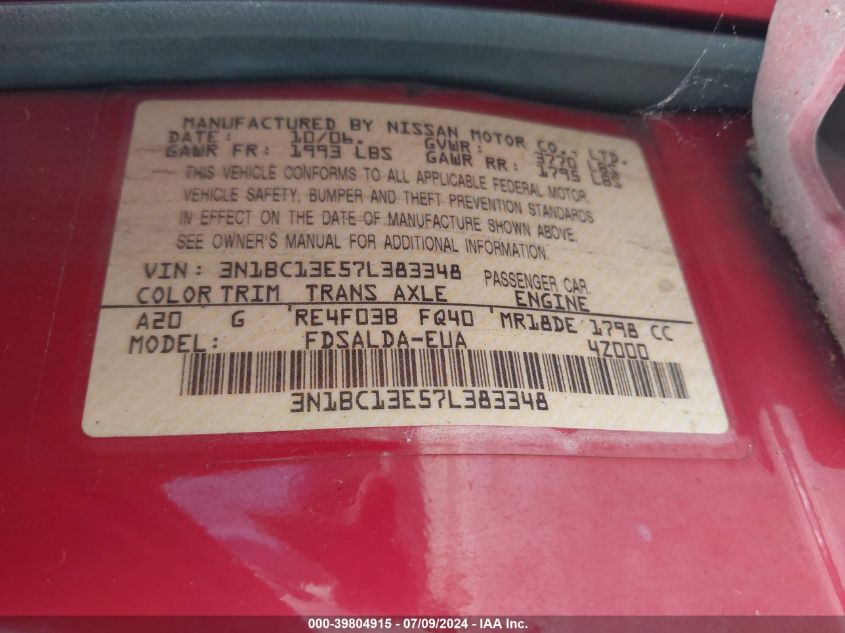 MANUFACTURED BY NISSAN MOTOR CO., LTD.
DATE: 10/06. GVWR: 3770 LBS
GAWR FR: 1993 LBS GAWR RR: 1795 LBS
THIS VEHICLE CONFORMS TO ALL APPLICABLE FEDERAL MOTOR
VEHICLE SAFETY, BUMPER AND THEFT PREVENTION STANDARDS
IN EFFECT ON THE DATE OF MANUFACTURE SHOWN ABOVE.
SEE OWNER'S MANUAL FOR ADDITIONAL INFORMATION.
VIN: 3N1BC13E57L383348 PASSENGER CAR
COLOR TRIM TRANS AXLE ENGINE
A20 G RE4F03B FQ40 MR18DE 1798 CC
MODEL: FDSALDA-EUA 4Z000
3N1BC13E57L383348
000-39804915 - 07/09/2024 - IAA Inc.